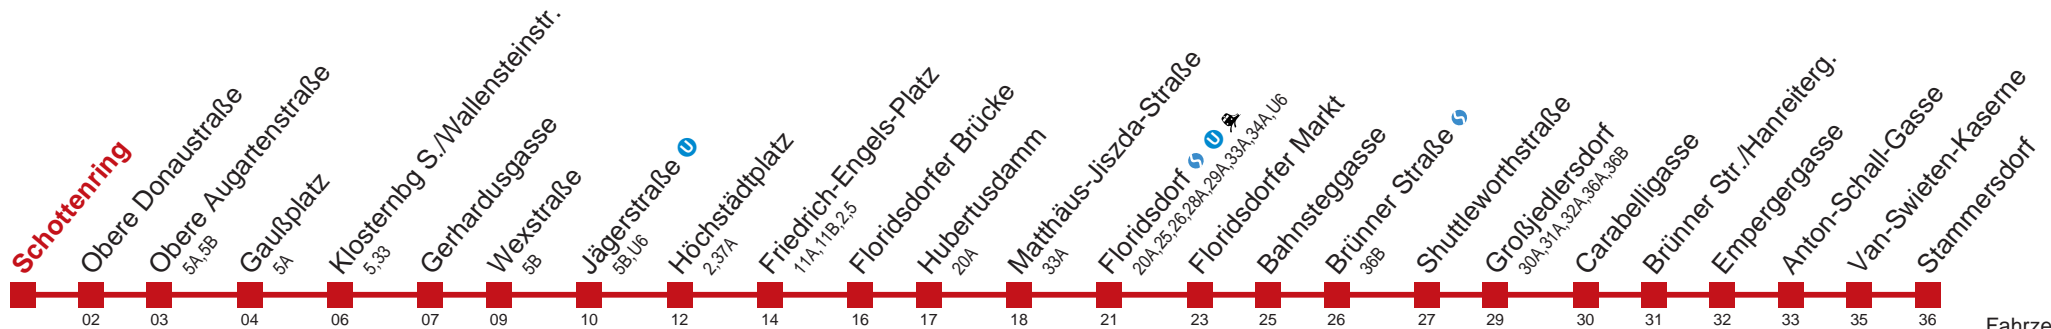 Schottenring
Obere Donaustraße
Obere Augartenstraße
5A,5B
Gaußplatz
5A
Klosternbg S./Wallensteinstr.
5,33
Gerhardusgasse
Wexstraße
5B
Jägerstraße U
5B,U6
Höchstädtplatz
2,37A
Friedrich-Engels-Platz
11A,11B,2,5
Floridsdorfer Brücke
Hubertusdamm
20A
Matthäus-Jiszda-Straße
33A
Floridsdorf S U
20A,25,26,28A,29A,33A,34A,U6
Floridsdorfer Markt
Bahnsteggasse
Brünner Straße S
36B
Shuttleworthstraße
Großjedlersdorf
30A,31A,32A,36A,36B
Carabelligasse
Brünner Str./Hanreiterg.
Empergergasse
Anton-Schall-Gasse
Van-Swieten-Kaserne
Stammersdorf
02 03 04 06 07 09 10 12 14 16 17 18 21 23 25 26 27 29 30 31 32 33 35 36
Fahrze